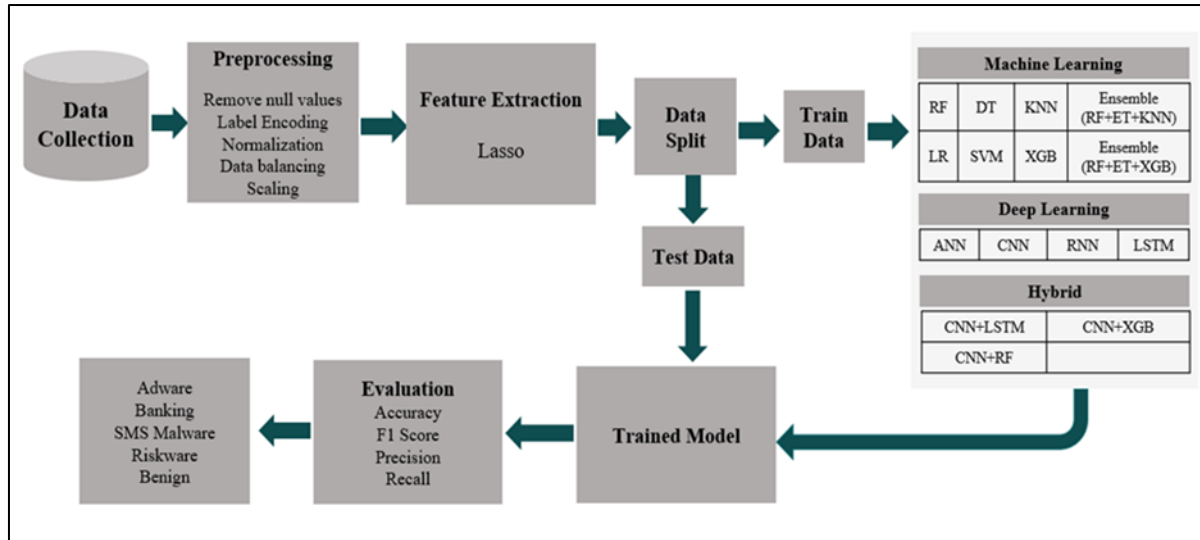 Data
Collection
Preprocessing
Remove null values
Label Encoding
Normalization
Data balancing
Scaling
Feature Extraction
Lasso
Data
Split
Train
Data
Machine Learning
RF DT KNN Ensemble
(RF+ET+KNN)
LR SVM XGB Ensemble
(RF+ET+XGB)
Deep Learning
ANN CNN RNN LSTM
Hybrid
CNN+LSTM CNN+XGB
CNN+RF
Test Data
Trained Model
Evaluation
Accuracy
F1 Score
Precision
Recall
Adware
Banking
SMS Malware
Riskware
Benign